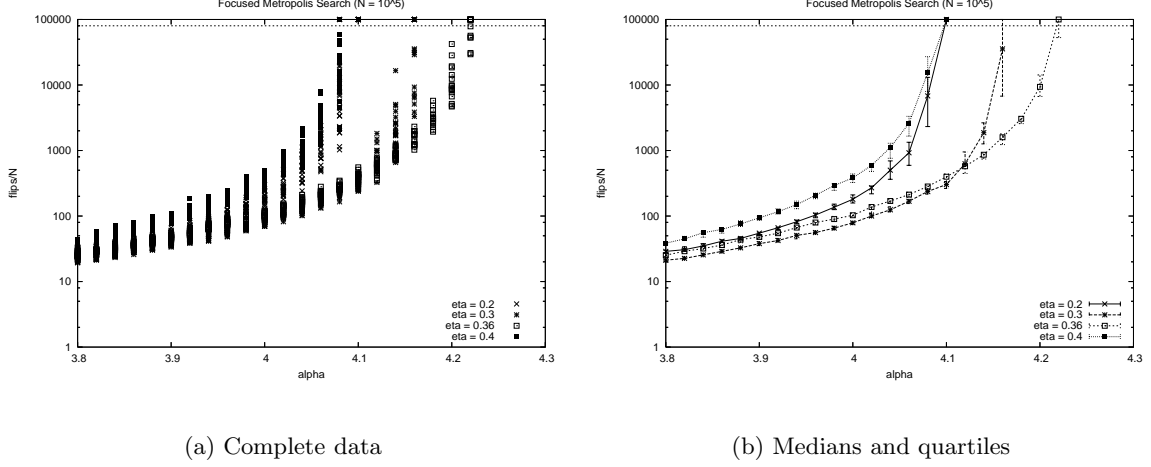 Focused Metropolis Search (N = 10^5)
100000
10000
1000
100
10
1
flips/N
3.8
3.9
4
4.1
4.2
4.3
alpha
eta = 0.2
eta = 0.3
eta = 0.36
eta = 0.4
(a) Complete data
Focused Metropolis Search (N = 10^5)
100000
10000
1000
100
10
1
flips/N
3.8
3.9
4
4.1
4.2
4.3
alpha
eta = 0.2
eta = 0.3
eta = 0.36
eta = 0.4
(b) Medians and quartiles